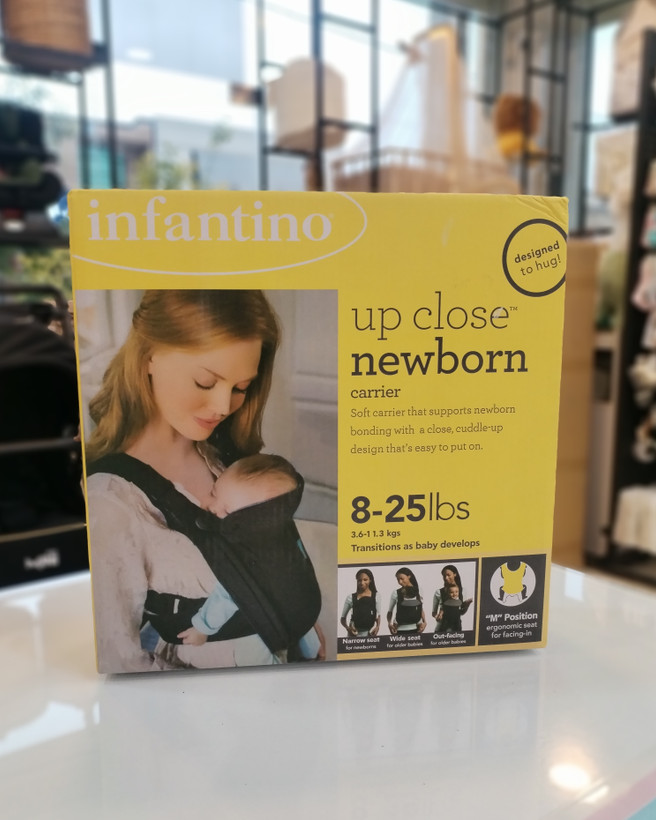 infantino
designed
to hug!
up close™
newborn
carrier
Soft carrier that supports newborn
bonding with a close, cuddle-up
design that's easy to put on.
8-25lbs
3.6-11.3 kgs
Transitions as baby develops
Narrow seat
for newborns
Wide seat
for older babies
Out-facing
for older babies
"M" Position
ergonomic seat
for facing-in